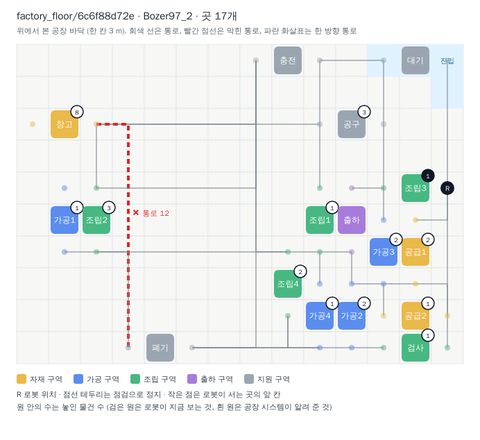 factory_floor/6c6f88d72e · Bozer97_2 · 곳 17개
위에서 본 공장 바닥 (한 칸 3 m). 회색 선은 통로, 빨간 점선은 막힌 통로, 파란 화살표는 한 방향 통로
충전 대기
창고 8 공구 3
조립3 1 R
가공1 1 조립2 3 ✕ 통로 12 조립1 1 출하
가공3 2 공급1 2
조립4 2
가공4 1 가공2 2 공급2 1
폐기 검사 1
자재 구역 가공 구역 조립 구역 출하 구역 지원 구역
R 로봇 위치 · 점선 테두리는 점검으로 정지 · 작은 점은 로봇이 서는 곳의 앞 칸
원 안의 수는 놓인 물건 수 (검은 원은 로봇이 지금 보는 것, 흰 원은 공장 시스템이 알려 준 것)